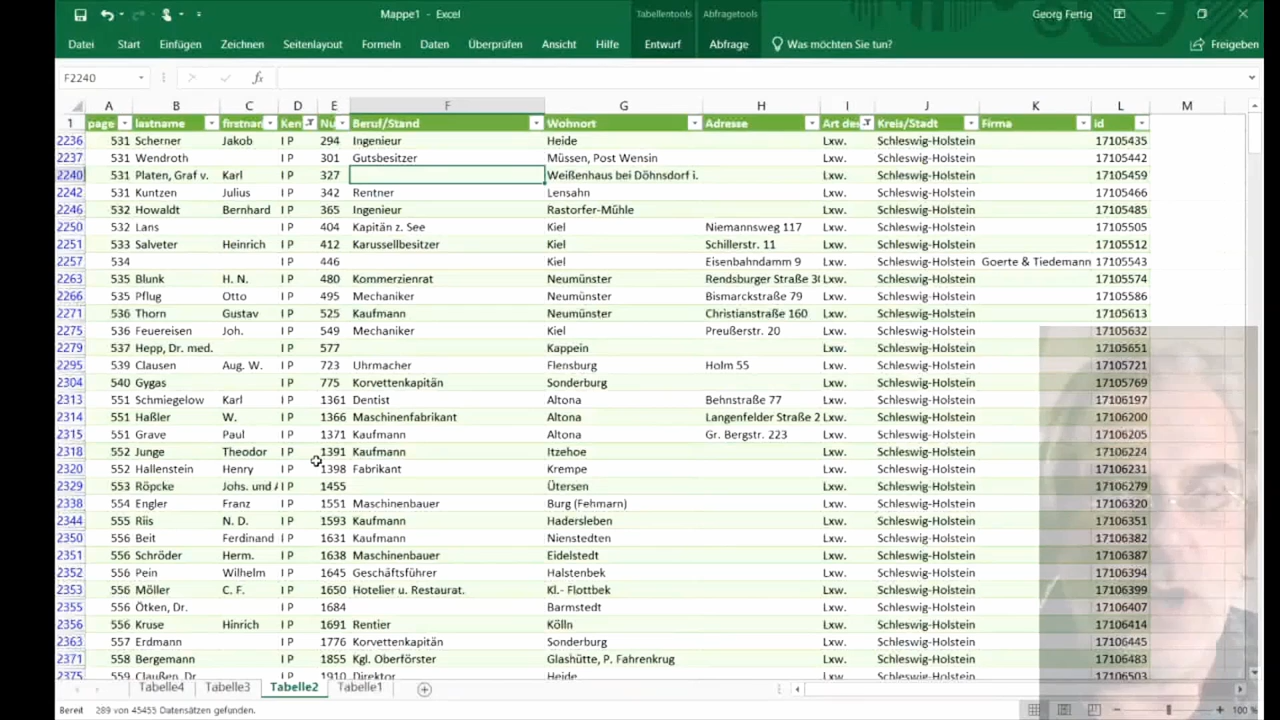 Mappe1 - Excel
Tabellentools Abfragetools
Georg Fertig
Datei Start Einfügen Zeichnen Seitenlayout Formeln Daten Überprüfen Ansicht Hilfe Entwurf Abfrage Was möchten Sie tun? Freigeben
F2240 fx
A B C D E F G H I J K L M
1 page lastname firstnar Ken Nu Beruf/Stand Wohnort Adresse Art des Kreis/Stadt Firma id
2236 531 Scherner Jakob I P 294 Ingenieur Heide Lxw. Schleswig-Holstein 17105435
2237 531 Wendroth I P 301 Gutsbesitzer Müssen, Post Wensin Lxw. Schleswig-Holstein 17105442
2240 531 Platen, Graf v. Karl I P 327 Weißenhaus bei Döhnsdorf i. Lxw. Schleswig-Holstein 17105459
2242 531 Kuntzen Julius I P 342 Rentner Lensahn Lxw. Schleswig-Holstein 17105466
2246 532 Howaldt Bernhard I P 365 Ingenieur Rastorfer-Mühle Lxw. Schleswig-Holstein 17105485
2250 532 Lans I P 404 Kapitän z. See Kiel Niemannsweg 117 Lxw. Schleswig-Holstein 17105505
2251 533 Salveter Heinrich I P 412 Karussellbesitzer Kiel Schillerstr. 11 Lxw. Schleswig-Holstein 17105512
2257 534 I P 446 Kiel Eisenbahndamm 9 Lxw. Schleswig-Holstein Goerte & Tiedemann 17105543
2263 535 Blunk H. N. I P 480 Kommerzienrat Neumünster Rendsburger Straße 3 Lxw. Schleswig-Holstein 17105574
2266 535 Pflug Otto I P 495 Mechaniker Neumünster Bismarckstraße 79 Lxw. Schleswig-Holstein 17105586
2271 536 Thorn Gustav I P 525 Kaufmann Neumünster Christianstraße 160 Lxw. Schleswig-Holstein 17105613
2275 536 Feuereisen Joh. I P 549 Mechaniker Kiel Preußerstr. 20 Lxw. Schleswig-Holstein 17105632
2279 537 Hepp, Dr. med. I P 577 Kappein Lxw. Schleswig-Holstein 17105651
2295 539 Clausen Aug. W. I P 723 Uhrmacher Flensburg Holm 55 Lxw. Schleswig-Holstein 17105721
2304 540 Gygas I P 775 Korvettenkapitän Sonderburg Lxw. Schleswig-Holstein 17105769
2313 551 Schmiegelow Karl I P 1361 Dentist Altona Behnstraße 77 Lxw. Schleswig-Holstein 17106197
2314 551 Haßler W. I P 1366 Maschinenfabrikant Altona Langenfelder Straße 2 Lxw. Schleswig-Holstein 17106200
2315 551 Grave Paul I P 1371 Kaufmann Altona Gr. Bergstr. 223 Lxw. Schleswig-Holstein 17106205
2318 552 Junge Theodor I P 1391 Kaufmann Itzehoe Lxw. Schleswig-Holstein 17106224
2320 552 Hallenstein Henry I P 1398 Fabrikant Krempe Lxw. Schleswig-Holstein 17106231
2329 553 Röpcke Johs. und I P 1455 Ütersen Lxw. Schleswig-Holstein 17106279
2338 554 Engler Franz I P 1551 Maschinenbauer Burg (Fehmarn) Lxw. Schleswig-Holstein 17106320
2344 555 Riis N. D. I P 1593 Kaufmann Hadersleben Lxw. Schleswig-Holstein 17106351
2350 556 Beit Ferdinand I P 1631 Kaufmann Nienstedten Lxw. Schleswig-Holstein 17106382
2351 556 Schröder Herm. I P 1638 Maschinenbauer Eidelstedt Lxw. Schleswig-Holstein 17106387
2352 556 Pein Wilhelm I P 1645 Geschäftsführer Halstenbek Lxw. Schleswig-Holstein 17106394
2353 556 Möller C. F. I P 1650 Hotelier u. Restaurat. Kl.- Flottbek Lxw. Schleswig-Holstein 17106399
2355 556 Ötken, Dr. I P 1684 Barmstedt Lxw. Schleswig-Holstein 17106407
2356 556 Kruse Hinrich I P 1691 Rentier Kölln Lxw. Schleswig-Holstein 17106414
2363 557 Erdmann I P 1776 Korvettenkapitän Sonderburg Lxw. Schleswig-Holstein 17106445
2371 558 Bergemann I P 1855 Kgl. Oberförster Glashütte, P. Fahrenkrug Lxw. Schleswig-Holstein 17106483
2375 559 Claußen, Dr. I P 1910 Direktor Heide Lxw. Schleswig-Holstein 17106503
Tabelle4 Tabelle3 Tabelle2 Tabelle1
Bereit 289 von 45455 Datensätzen gefunden. 100 %